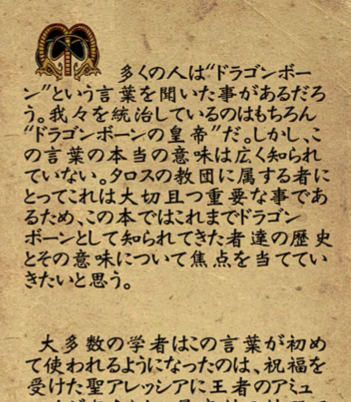 多くの人は“ドラゴンボー
ン”という言葉を聞いた事があるだろ
う。我々を統治しているのはもちろん
“ドラゴンボーンの皇帝”だ。しかし、こ
の言葉の本当の意味は広く知られ
ていない。タロスの教団に属する者に
とってこれは大切且つ重要な事であ
るため、この本ではこれまでドラゴン
ボーンとして知られてきた者達の歴史
とその意味について焦点を当ててい
きたいと思う。
大多数の学者はこの言葉が初め
て使われるようになったのは、祝福を
受けた聖アレッシアに王者のアミュ